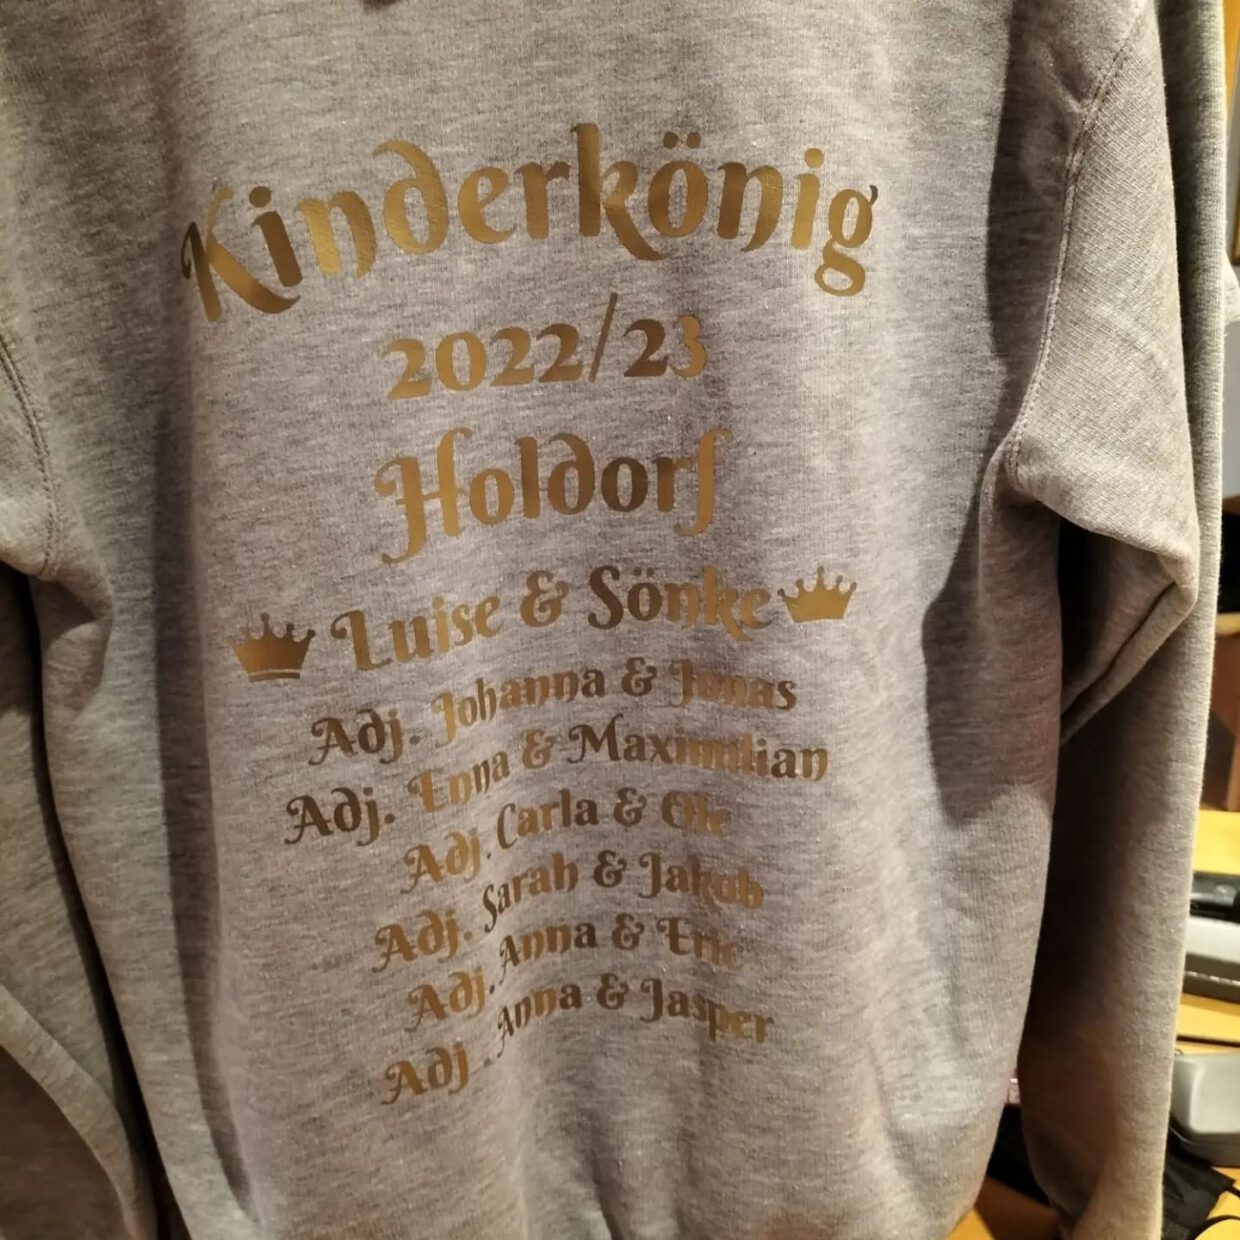 Kinderkönig
2022/23
Holdorf
Luise & Sönke
Adj. Johanna & Jonas
Adj. Enna & Maximilian
Adj. Carla & Ole
Adj. Sarah & Jakob
Adj. Anna & Eric
Adj. Anna & Jasper